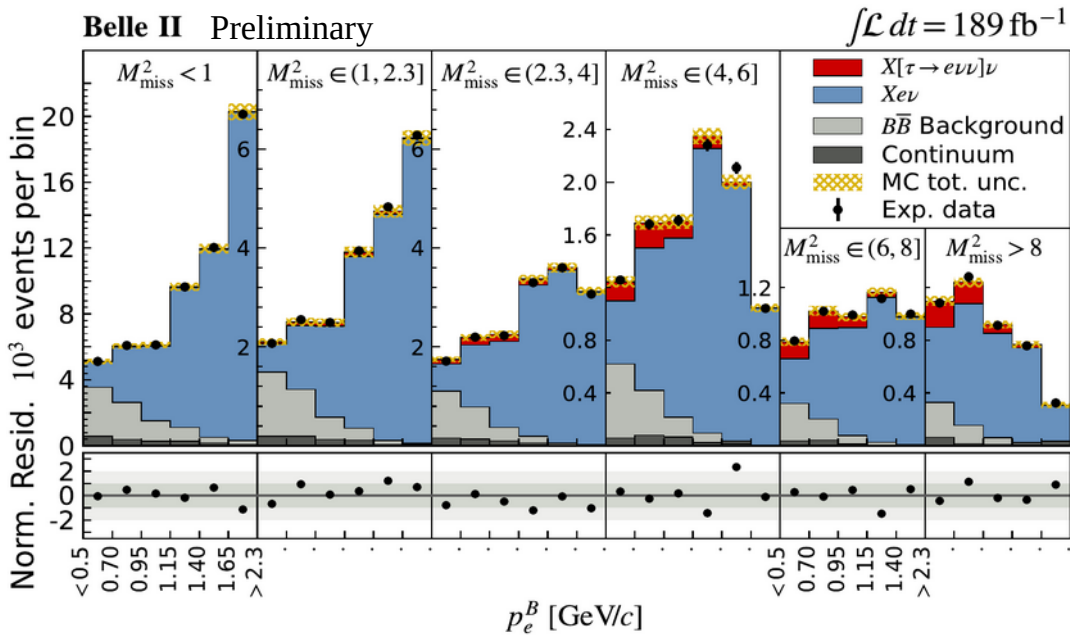 Belle II Preliminary
∫ℒ dt = 189 fb⁻¹
M²miss < 1
M²miss ∈ (1, 2.3]
M²miss ∈ (2.3, 4]
M²miss ∈ (4, 6]
X[τ → eνν]ν
Xeν
BB̅ Background
Continuum
MC tot. unc.
Exp. data
M²miss ∈ (6, 8]
M²miss > 8
10³ events per bin
20
16
12
8
4
0
6
4
2
6
4
2
2.4
2.0
1.6
1.2
0.8
0.4
1.2
0.8
0.4
Norm. Resid.
2
0
-2
< 0.5
0.70
0.95
1.15
1.40
1.65
> 2.3
< 0.5
0.70
0.95
1.15
1.40
> 2.3
p_e^B [GeV/c]